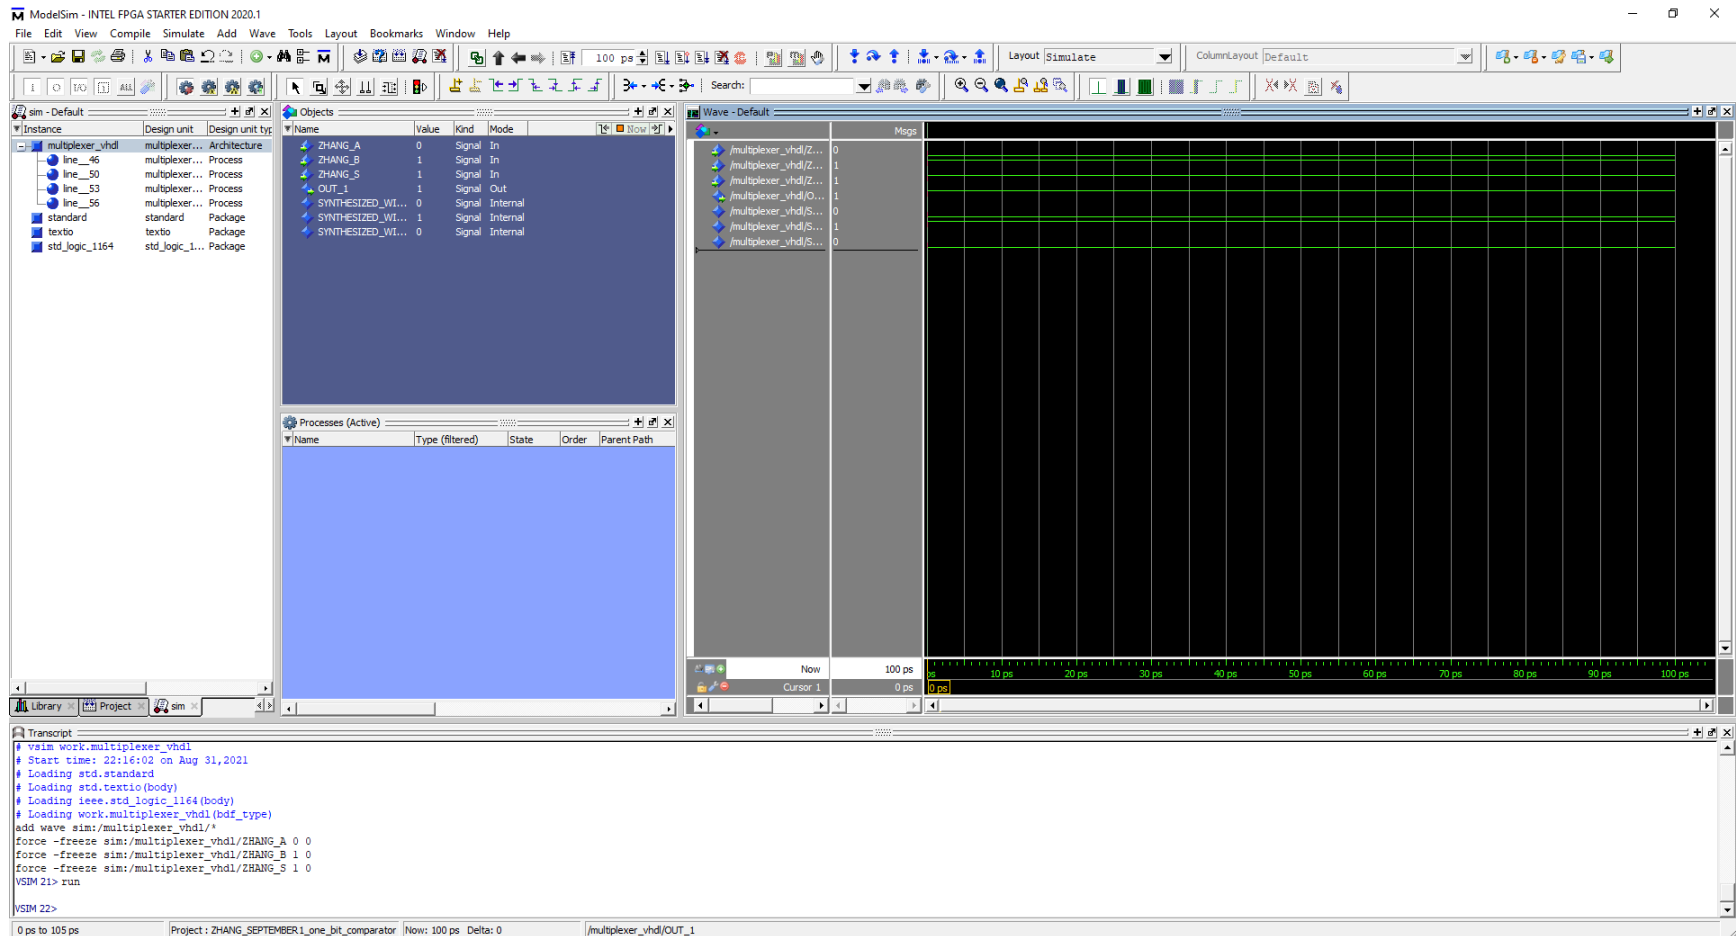 ModelSim - INTEL FPGA STARTER EDITION 2020.1
File Edit View Compile Simulate Add Wave Tools Layout Bookmarks Window Help
100 ps
Layout Simulate
ColumnLayout Default
Search:
sim - Default
Instance Design unit Design unit typ
multiplexer_vhdl multiplexer... Architecture
line__46 multiplexer... Process
line__50 multiplexer... Process
line__53 multiplexer... Process
line__56 multiplexer... Process
standard standard Package
textio textio Package
std_logic_1164 std_logic_1... Package
Library Project sim
Objects
Name Value Kind Mode Now
ZHANG_A 0 Signal In
ZHANG_B 1 Signal In
ZHANG_S 1 Signal In
OUT_1 1 Signal Out
SYNTHESIZED_WI... 0 Signal Internal
SYNTHESIZED_WI... 1 Signal Internal
SYNTHESIZED_WI... 0 Signal Internal
Processes (Active)
Name Type (filtered) State Order Parent Path
Wave - Default
Msgs
/multiplexer_vhdl/Z... 0
/multiplexer_vhdl/Z... 1
/multiplexer_vhdl/Z... 1
/multiplexer_vhdl/O... 1
/multiplexer_vhdl/S... 0
/multiplexer_vhdl/S... 1
/multiplexer_vhdl/S... 0
Now 100 ps
ps 10 ps 20 ps 30 ps 40 ps 50 ps 60 ps 70 ps 80 ps 90 ps 100 ps
Cursor 1 0 ps 0 ps
Transcript
# vsim work.multiplexer_vhdl
# Start time: 22:16:02 on Aug 31,2021
# Loading std.standard
# Loading std.textio(body)
# Loading ieee.std_logic_1164(body)
# Loading work.multiplexer_vhdl(bdf_type)
add wave sim:/multiplexer_vhdl/*
force -freeze sim:/multiplexer_vhdl/ZHANG_A 0 0
force -freeze sim:/multiplexer_vhdl/ZHANG_B 1 0
force -freeze sim:/multiplexer_vhdl/ZHANG_S 1 0
VSIM 21> run
VSIM 22>
0 ps to 105 ps Project : ZHANG_SEPTEMBER1_one_bit_comparator Now: 100 ps Delta: 0 /multiplexer_vhdl/OUT_1